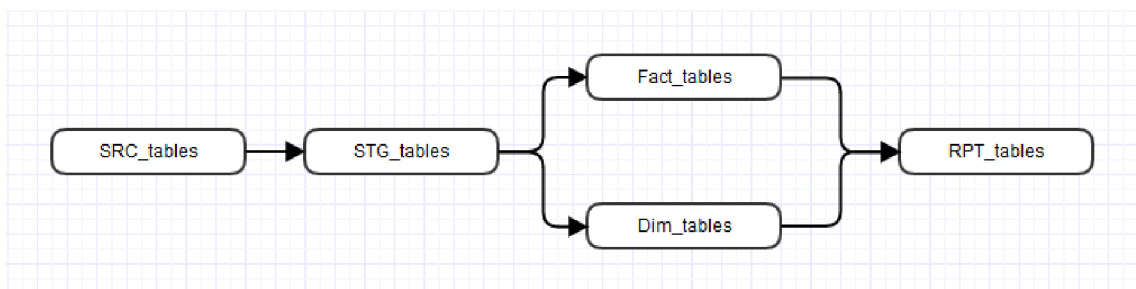 SRC_tables
STG_tables
Fact_tables
Dim_tables
RPT_tables